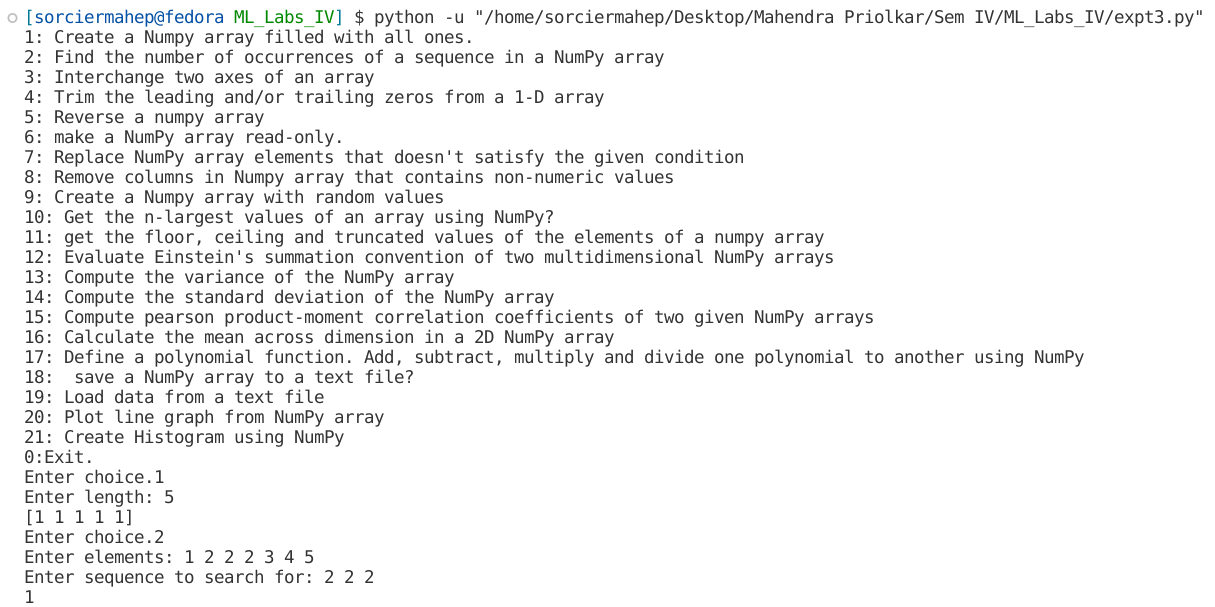 [sorciermahep@fedora ML_Labs_IV] $ python -u "/home/sorciermahep/Desktop/Mahendra Priolkar/Sem IV/ML_Labs_IV/expt3.py"
1: Create a Numpy array filled with all ones.
2: Find the number of occurrences of a sequence in a NumPy array
3: Interchange two axes of an array
4: Trim the leading and/or trailing zeros from a 1-D array
5: Reverse a numpy array
6: make a NumPy array read-only.
7: Replace NumPy array elements that doesn't satisfy the given condition
8: Remove columns in Numpy array that contains non-numeric values
9: Create a Numpy array with random values
10: Get the n-largest values of an array using NumPy?
11: get the floor, ceiling and truncated values of the elements of a numpy array
12: Evaluate Einstein's summation convention of two multidimensional NumPy arrays
13: Compute the variance of the NumPy array
14: Compute the standard deviation of the NumPy array
15: Compute pearson product-moment correlation coefficients of two given NumPy arrays
16: Calculate the mean across dimension in a 2D NumPy array
17: Define a polynomial function. Add, subtract, multiply and divide one polynomial to another using NumPy
18:  save a NumPy array to a text file?
19: Load data from a text file
20: Plot line graph from NumPy array
21: Create Histogram using NumPy
0:Exit.
Enter choice.1
Enter length: 5
[1 1 1 1 1]
Enter choice.2
Enter elements: 1 2 2 2 3 4 5
Enter sequence to search for: 2 2 2
1